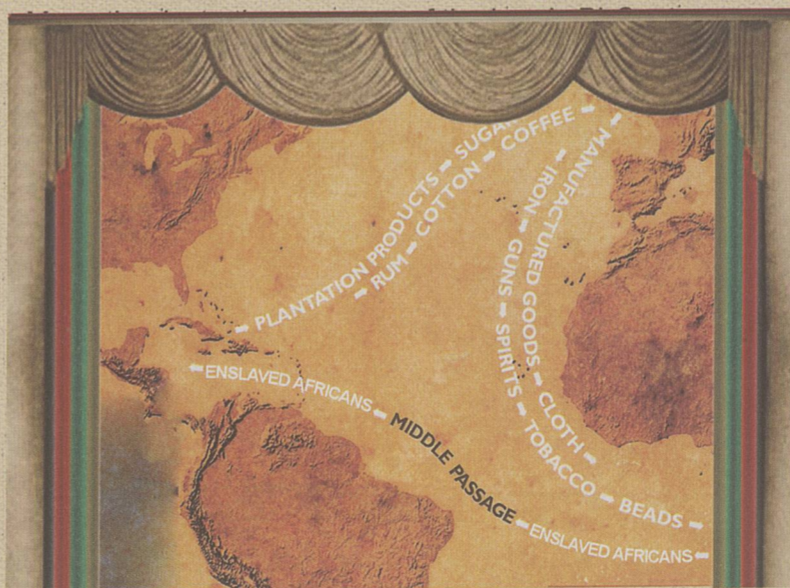 PLANTATION PRODUCTS SUGAR
RUM COTTON COFFEE
MANUFACTURED GOODS CLOTH
IRON GUNS SPIRITS TOBACCO BEADS
ENSLAVED AFRICANS MIDDLE PASSAGE ENSLAVED AFRICANS